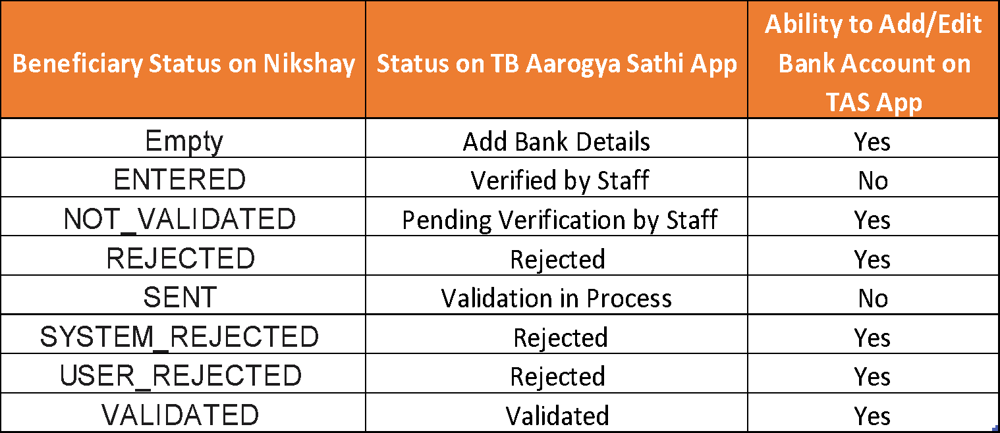 Beneficiary Status on Nikshay Status on TB Aarogya Sathi App Ability to Add/Edit
Bank Account on
TAS App
Empty Add Bank Details Yes
ENTERED Verified by Staff No
NOT_VALIDATED Pending Verification by Staff Yes
REJECTED Rejected Yes
SENT Validation in Process No
SYSTEM_REJECTED Rejected Yes
USER_REJECTED Rejected Yes
VALIDATED Validated Yes